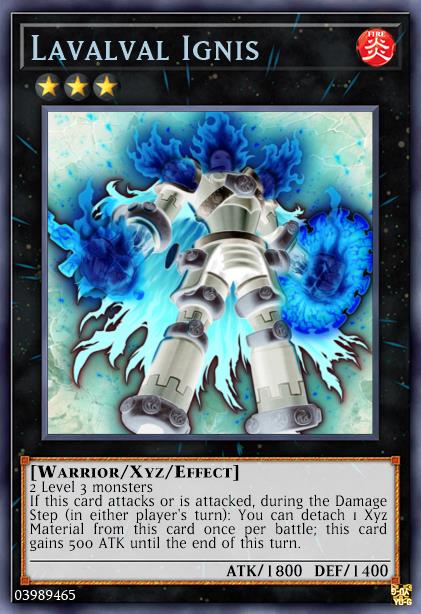 LAVALVAL IGNIS
FIRE
炎
[WARRIOR/XYZ/EFFECT]
2 Level 3 monsters
If this card attacks or is attacked, during the Damage
Step (in either player's turn): You can detach 1 Xyz
Material from this card once per battle; this card
gains 500 ATK until the end of this turn.
ATK/1800 DEF/1400
03989465